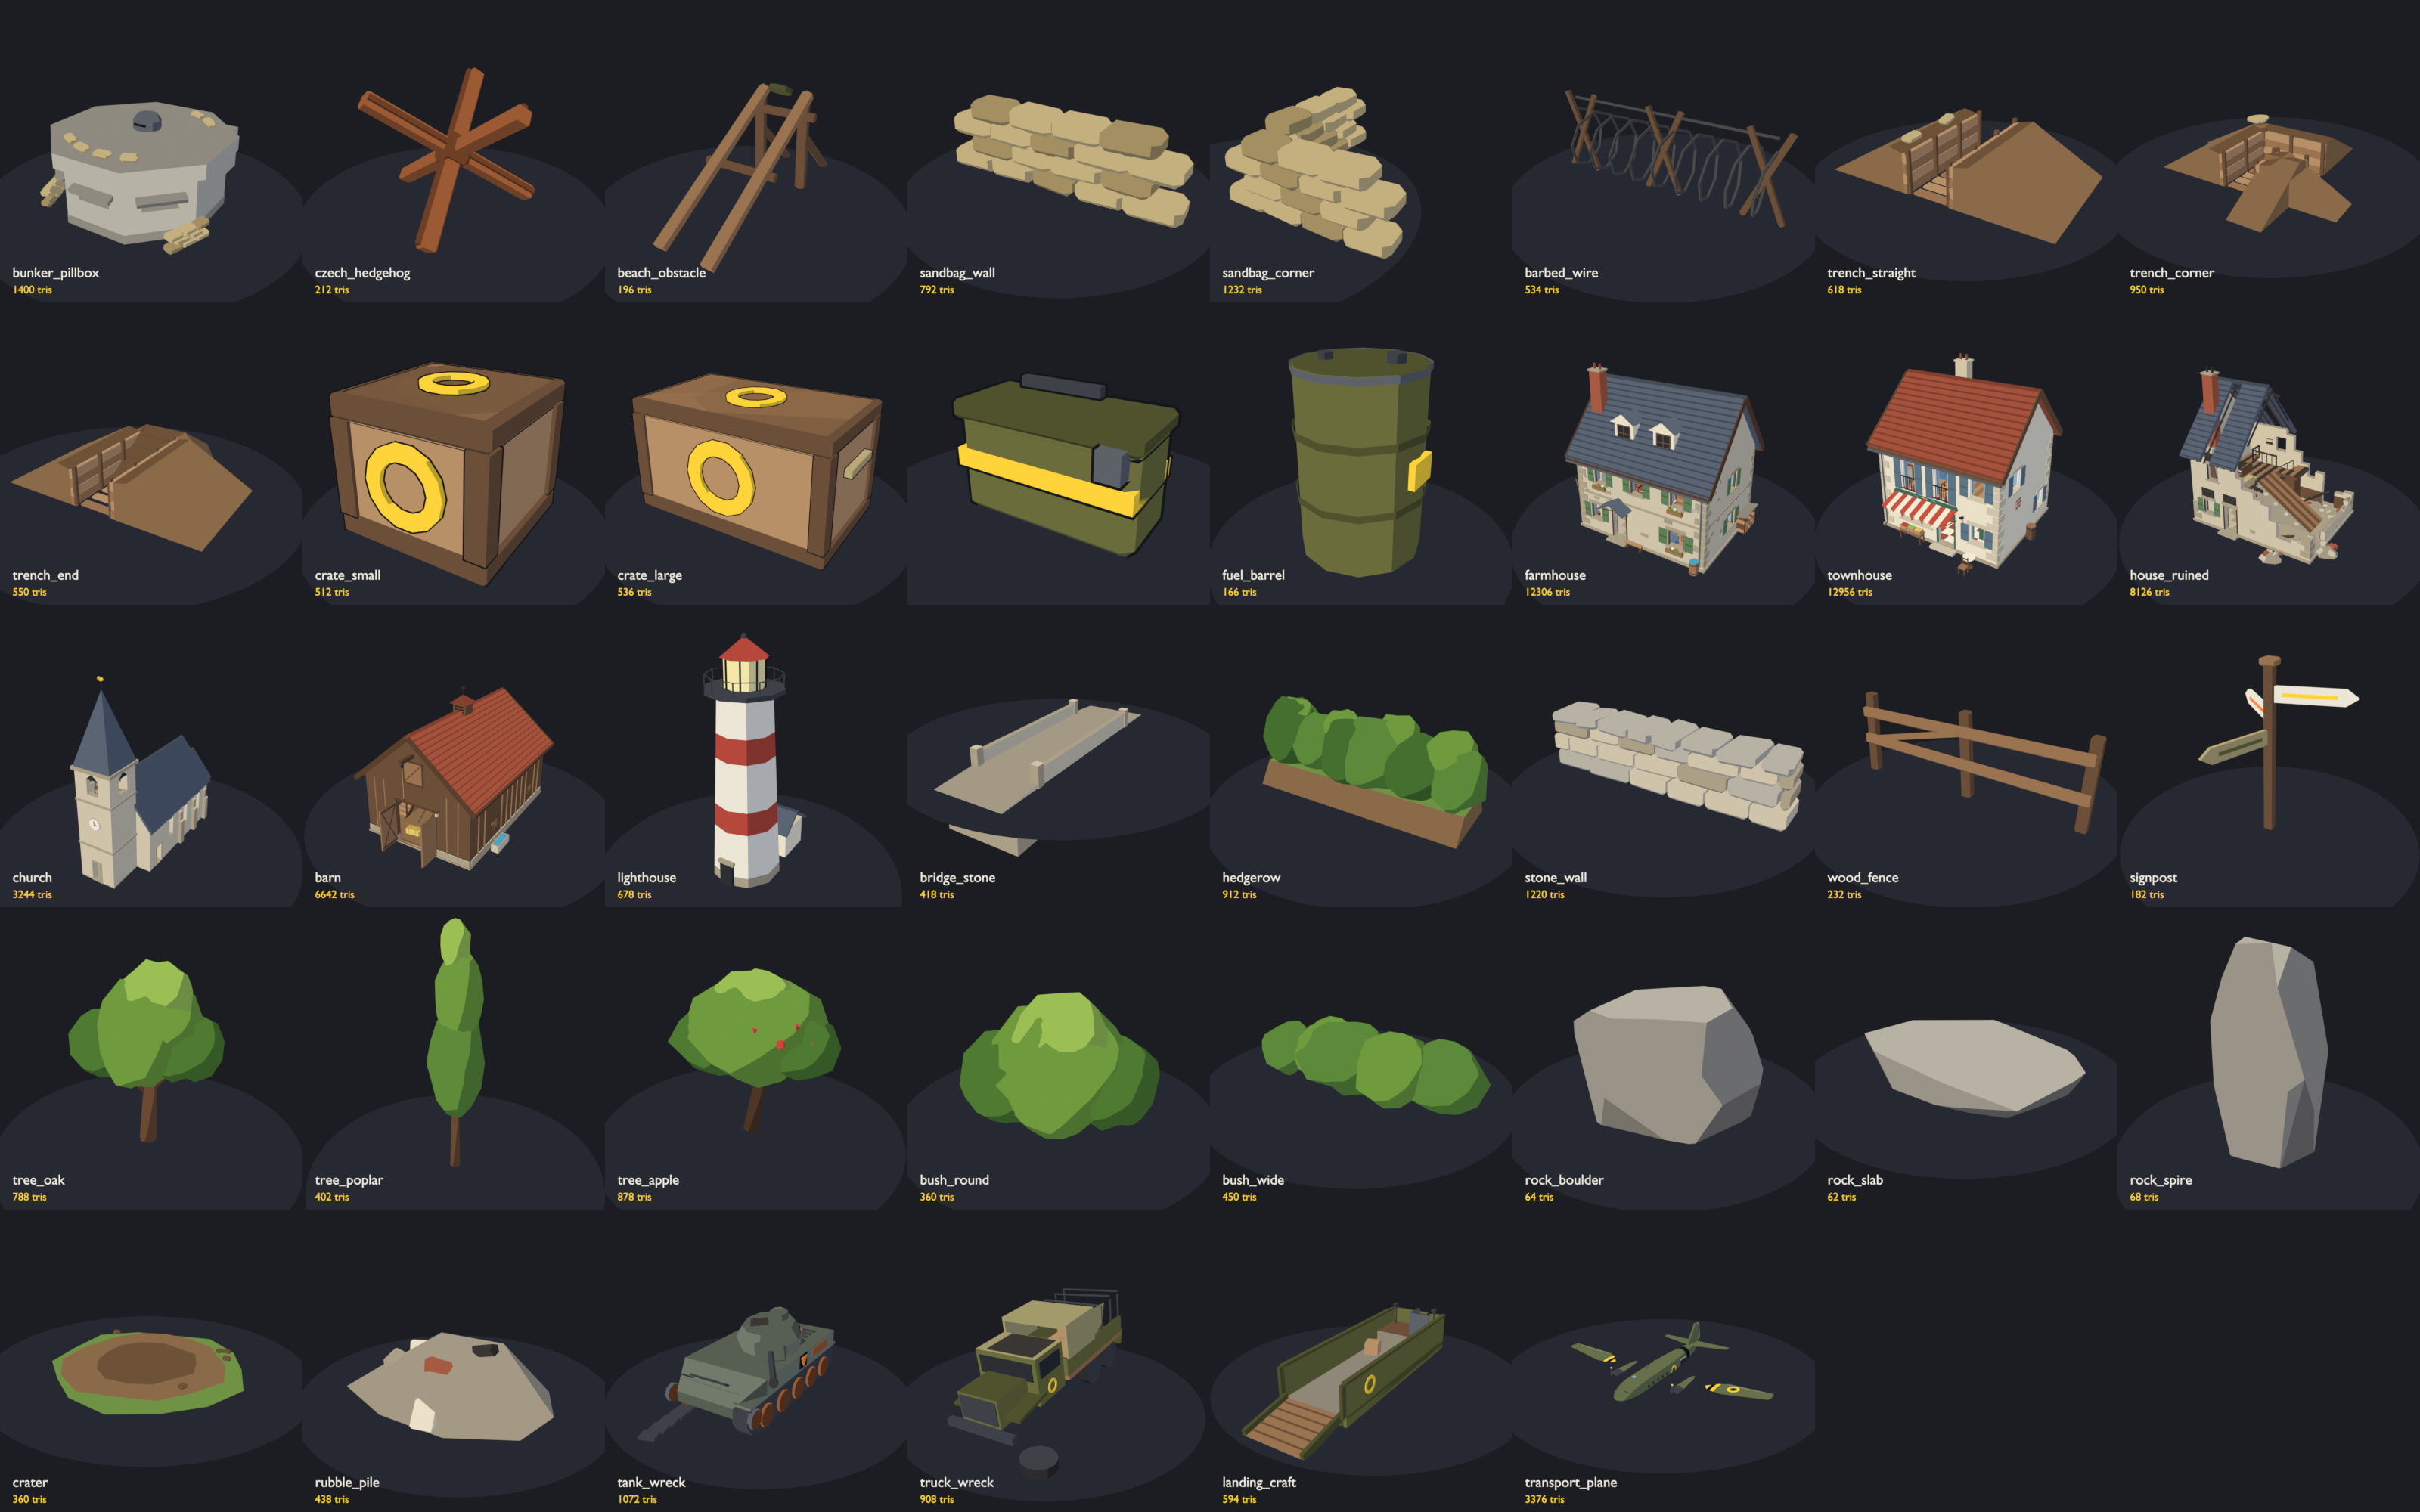 bunker_pillbox
1400 tris
czech_hedgehog
212 tris
beach_obstacle
196 tris
sandbag_wall
792 tris
sandbag_corner
1232 tris
barbed_wire
534 tris
trench_straight
618 tris
trench_corner
950 tris
trench_end
550 tris
crate_small
512 tris
crate_large
536 tris
fuel_barrel
166 tris
farmhouse
12306 tris
townhouse
12956 tris
house_ruined
8126 tris
church
3244 tris
barn
6642 tris
lighthouse
678 tris
bridge_stone
418 tris
hedgerow
912 tris
stone_wall
1220 tris
wood_fence
232 tris
signpost
182 tris
tree_oak
788 tris
tree_poplar
402 tris
tree_apple
878 tris
bush_round
360 tris
bush_wide
450 tris
rock_boulder
64 tris
rock_slab
62 tris
rock_spire
68 tris
crater
360 tris
rubble_pile
438 tris
tank_wreck
1072 tris
truck_wreck
908 tris
landing_craft
594 tris
transport_plane
3376 tris